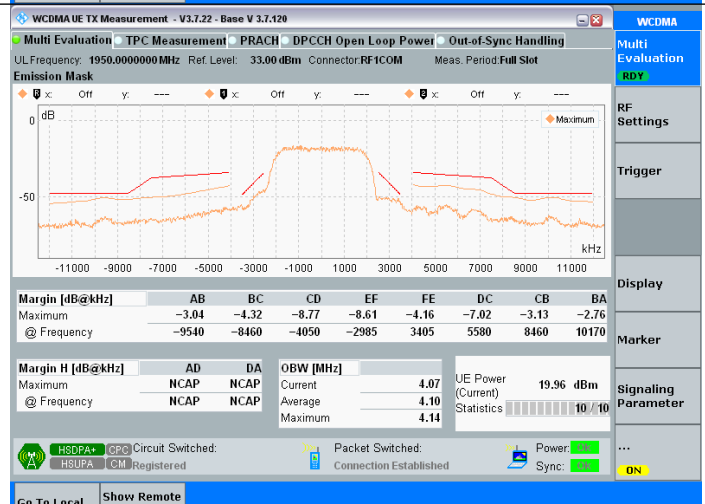 WCDMA UE TX Measurement - V3.7.22 - Base V 3.7.120
WCDMA
Multi Evaluation TPC Measurement PRACH DPCCH Open Loop Power Out-of-Sync Handling
Multi Evaluation
RDY
UL Frequency: 1950.0000000 MHz Ref. Level: 33.00 dBm Connector: RF1COM Meas. Period: Full Slot
Emission Mask
x: Off y: --- x: Off y: --- x: Off y: ---
dB
0
Maximum
-50
kHz
-11000 -9000 -7000 -5000 -3000 -1000 1000 3000 5000 7000 9000 11000
RF Settings
Trigger
Display
Marker
Signaling Parameter
...
ON
Margin [dB@kHz] AB BC CD EF FE DC CB BA
Maximum -3.04 -4.32 -8.77 -8.61 -4.16 -7.02 -3.13 -2.76
@ Frequency -9540 -8460 -4050 -2985 3405 5580 8460 10170
Margin H [dB@kHz] AD DA
Maximum NCAP NCAP
@ Frequency NCAP NCAP
OBW [MHz]
Current 4.07
Average 4.10
Maximum 4.14
UE Power (Current) 19.96 dBm
Statistics 10 / 10
HSDPA+ CPC Circuit Switched:
HSUPA CM Registered
Packet Switched:
Connection Established
Power: OK
Sync: OK
Go To Local
Show Remote